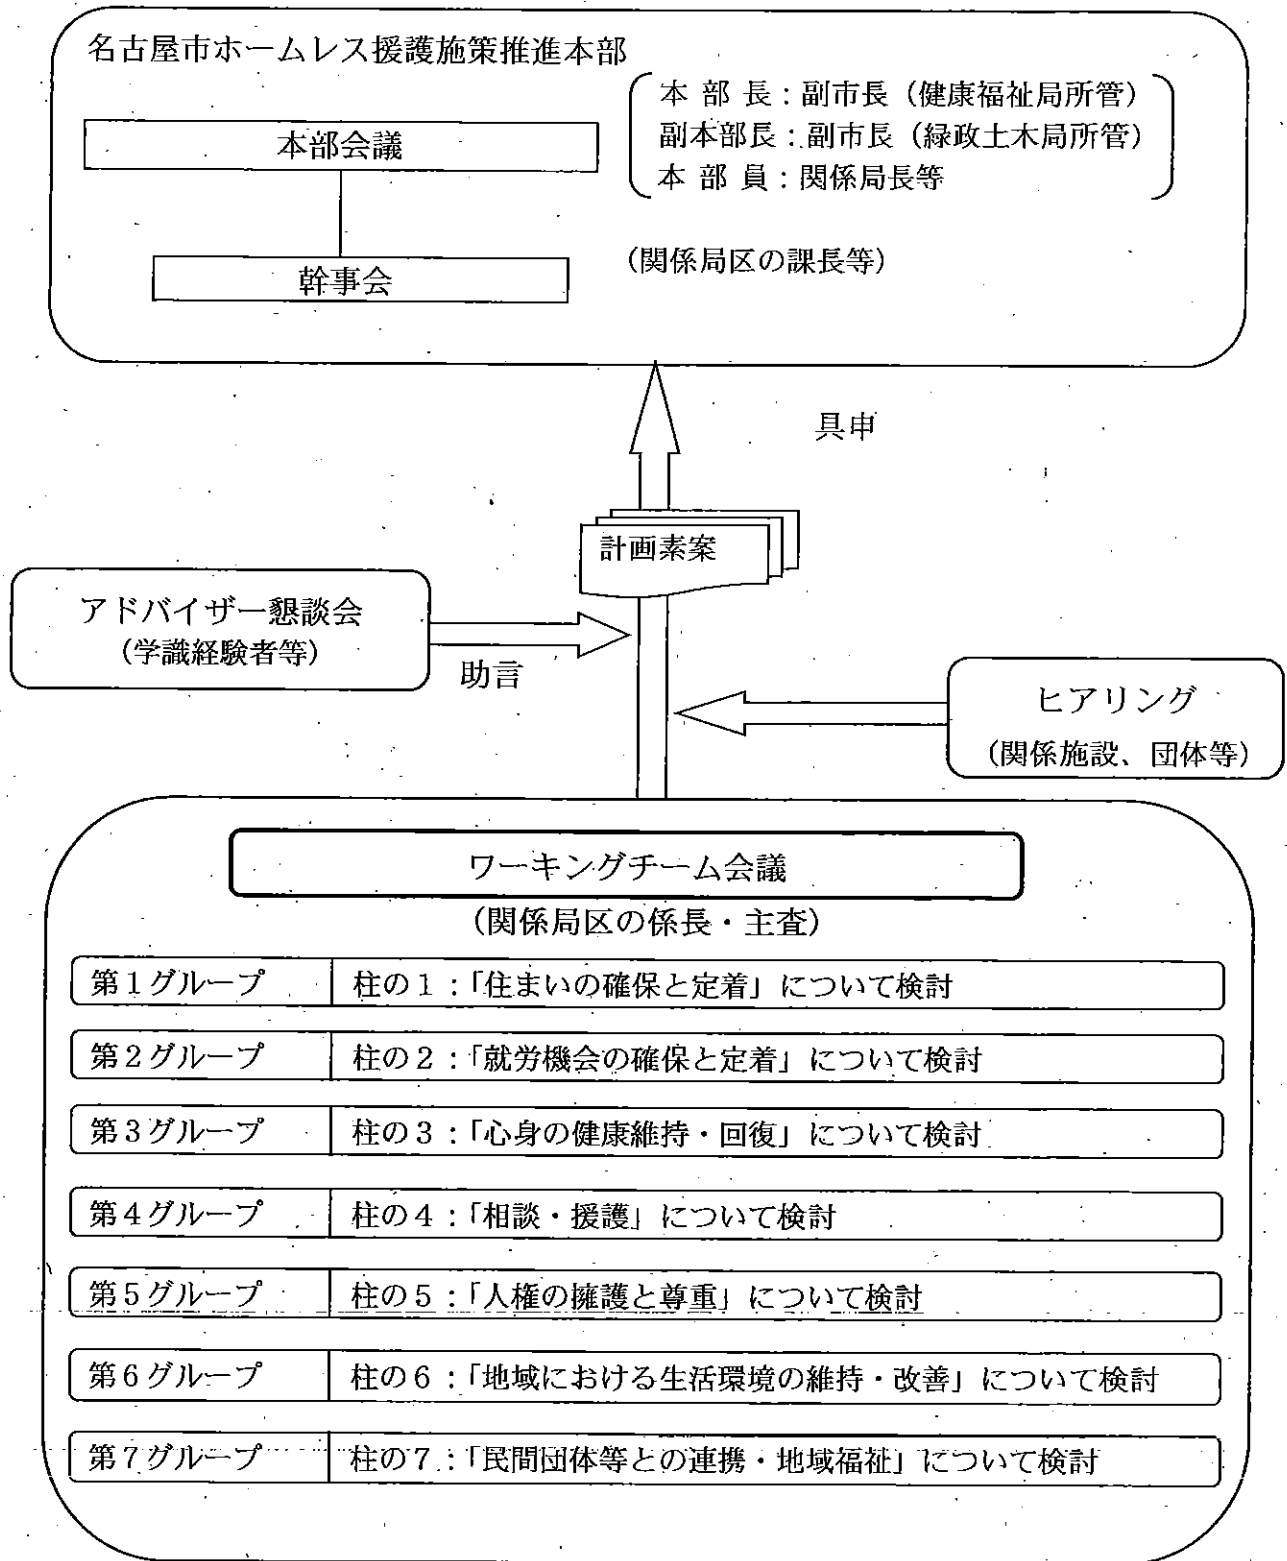 名古屋市ホームレス援護施策推進本部
本部会議
本 部 長：副市長（健康福祉局所管）
副本部長：副市長（緑政土木局所管）
本 部 員：関係局長等
幹事会
（関係局区の課長等）
具申
計画素案
アドバイザー懇談会
（学識経験者等）
助言
ヒアリング
（関係施設、団体等）
ワーキングチーム会議
（関係局区の係長・主査）
第１グループ 柱の１：「住まいの確保と定着」について検討
第２グループ 柱の２：「就労機会の確保と定着」について検討
第３グループ 柱の３：「心身の健康維持・回復」について検討
第４グループ 柱の４：「相談・援護」について検討
第５グループ 柱の５：「人権の擁護と尊重」について検討
第６グループ 柱の６：「地域における生活環境の維持・改善」について検討
第７グループ 柱の７：「民間団体等との連携・地域福祉」について検討